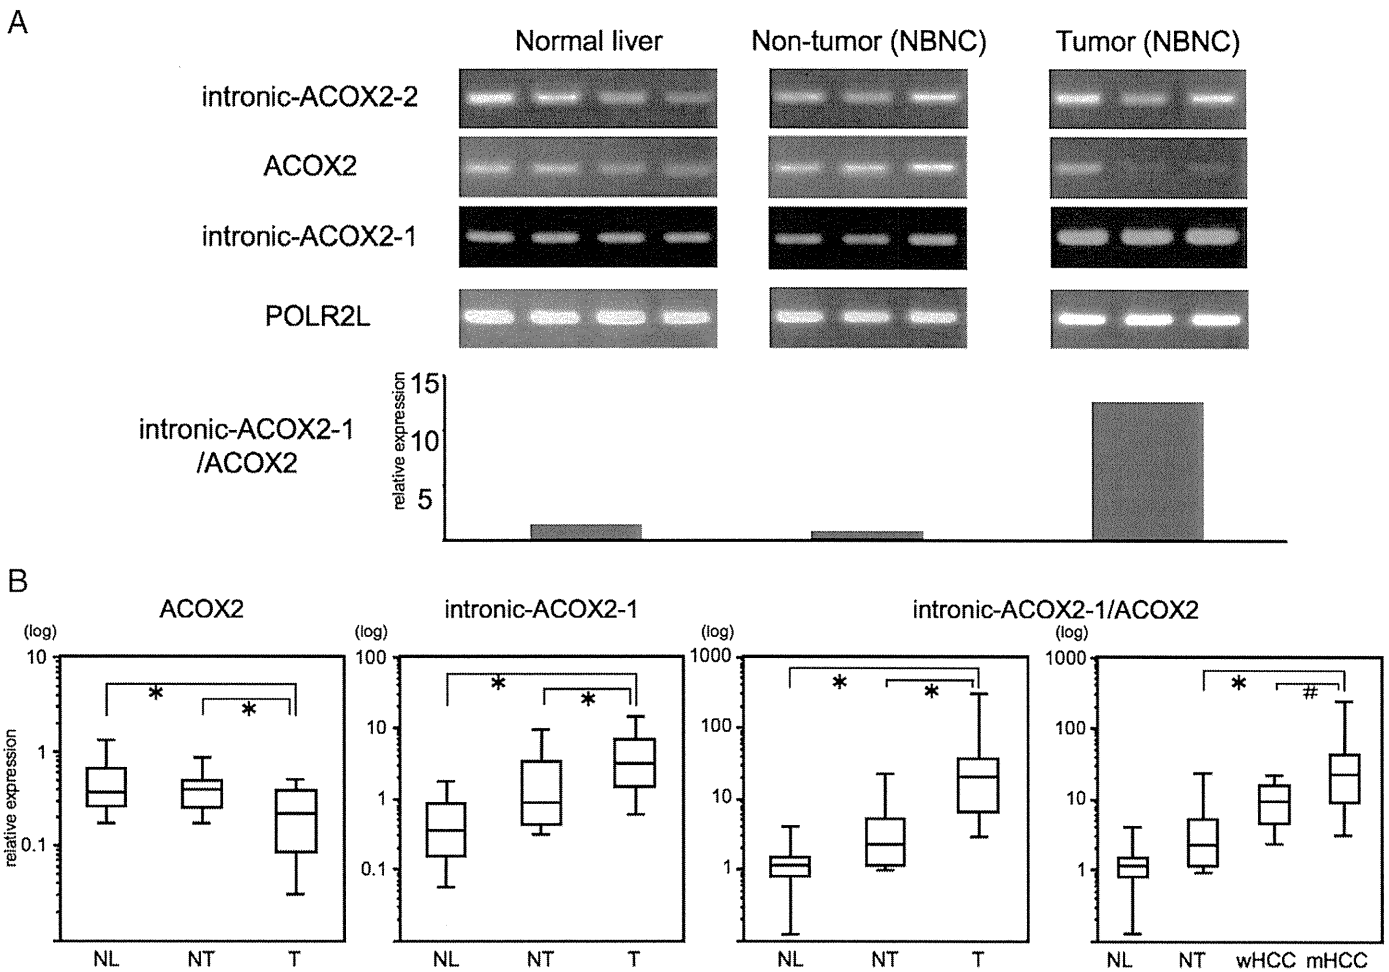 A
Normal liver
Non-tumor (NBNC)
Tumor (NBNC)
intronic-ACOX2-2
ACOX2
intronic-ACOX2-1
POLR2L
intronic-ACOX2-1
/ACOX2
relative expression
15
10
5
B
ACOX2
(log)
relative expression
10
1
0.1
*
*
NL NT T
intronic-ACOX2-1
(log)
100
10
1
0.1
*
*
NL NT T
intronic-ACOX2-1/ACOX2
(log)
1000
100
10
1
*
*
NL NT T
(log)
1000
100
10
1
*
#
NL NT wHCC mHCC